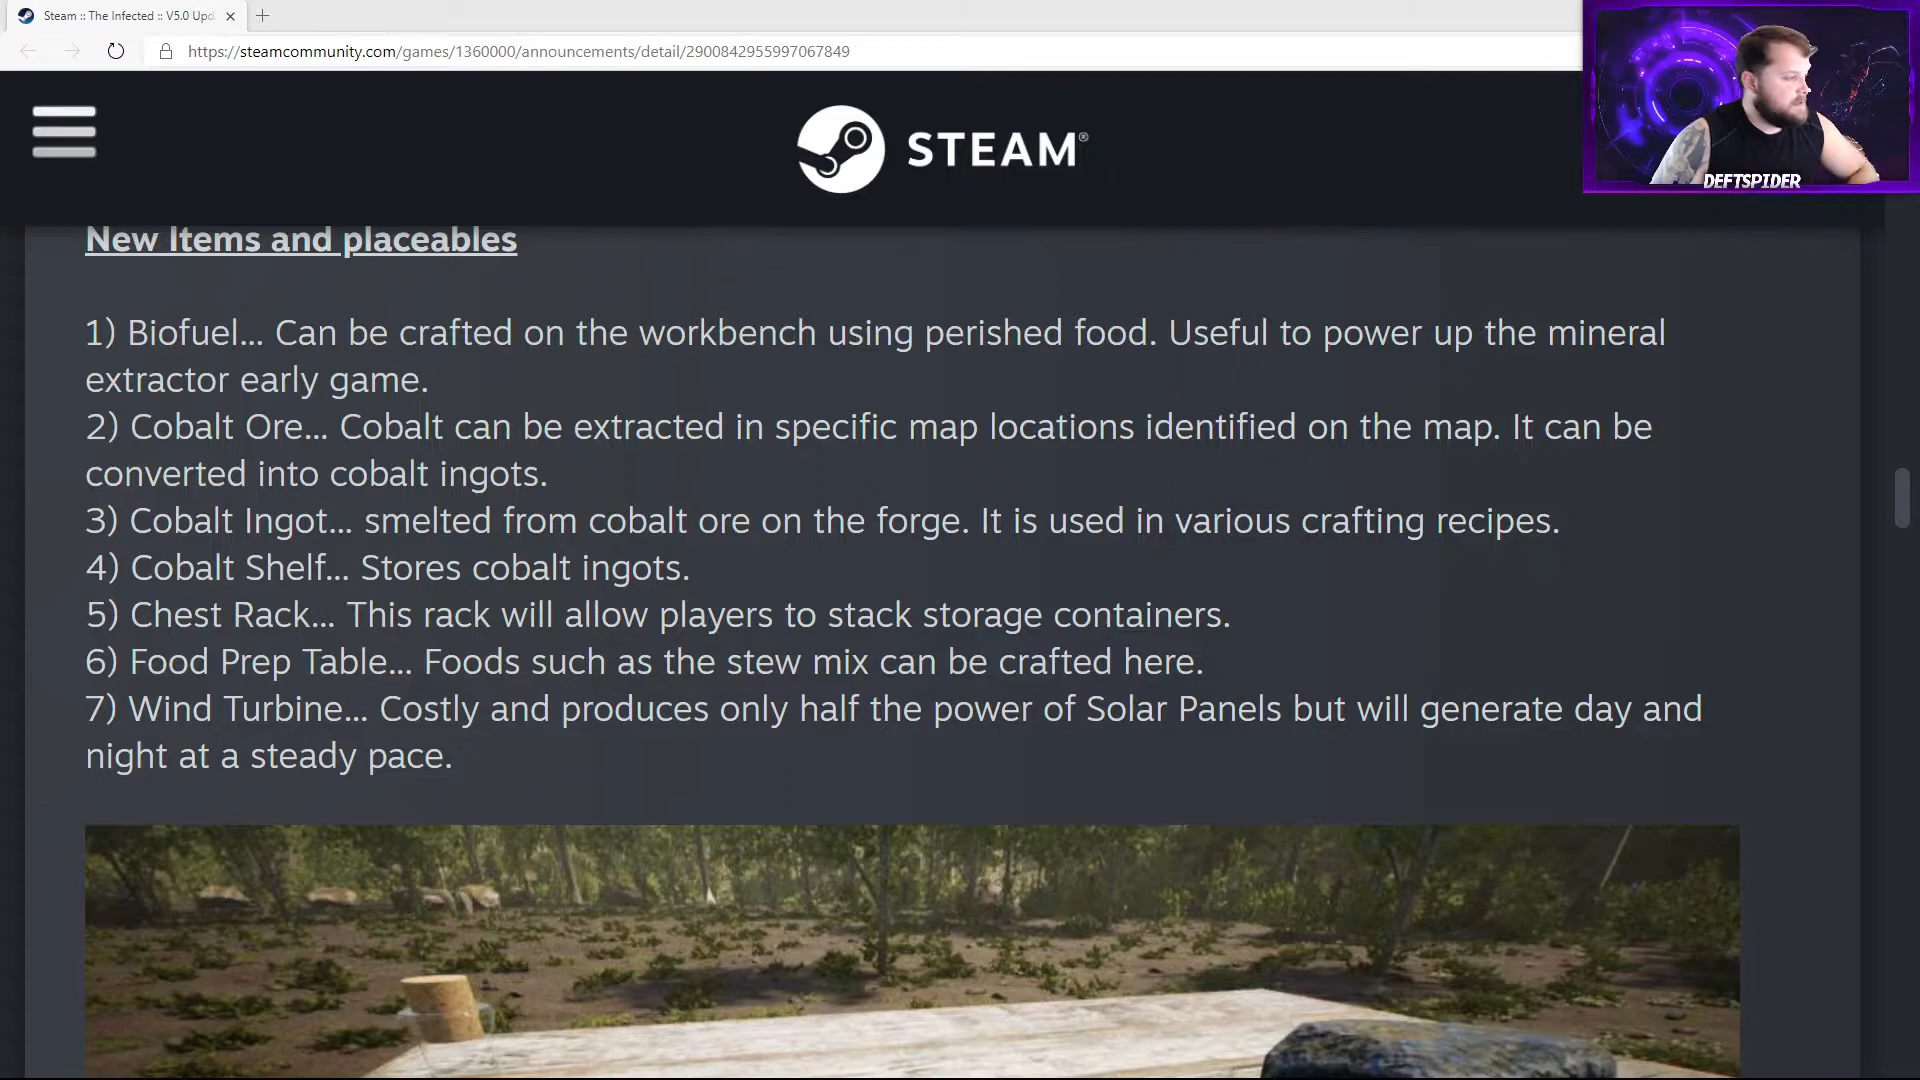 Steam :: The Infected :: V5.0 Upd
https://steamcommunity.com/games/1360000/announcements/detail/2900842955997067849
STEAM®
DEFTSPIDER
New Items and placeables
1) Biofuel... Can be crafted on the workbench using perished food. Useful to power up the mineral
extractor early game.
2) Cobalt Ore... Cobalt can be extracted in specific map locations identified on the map. It can be
converted into cobalt ingots.
3) Cobalt Ingot... smelted from cobalt ore on the forge. It is used in various crafting recipes.
4) Cobalt Shelf... Stores cobalt ingots.
5) Chest Rack... This rack will allow players to stack storage containers.
6) Food Prep Table... Foods such as the stew mix can be crafted here.
7) Wind Turbine... Costly and produces only half the power of Solar Panels but will generate day and
night at a steady pace.